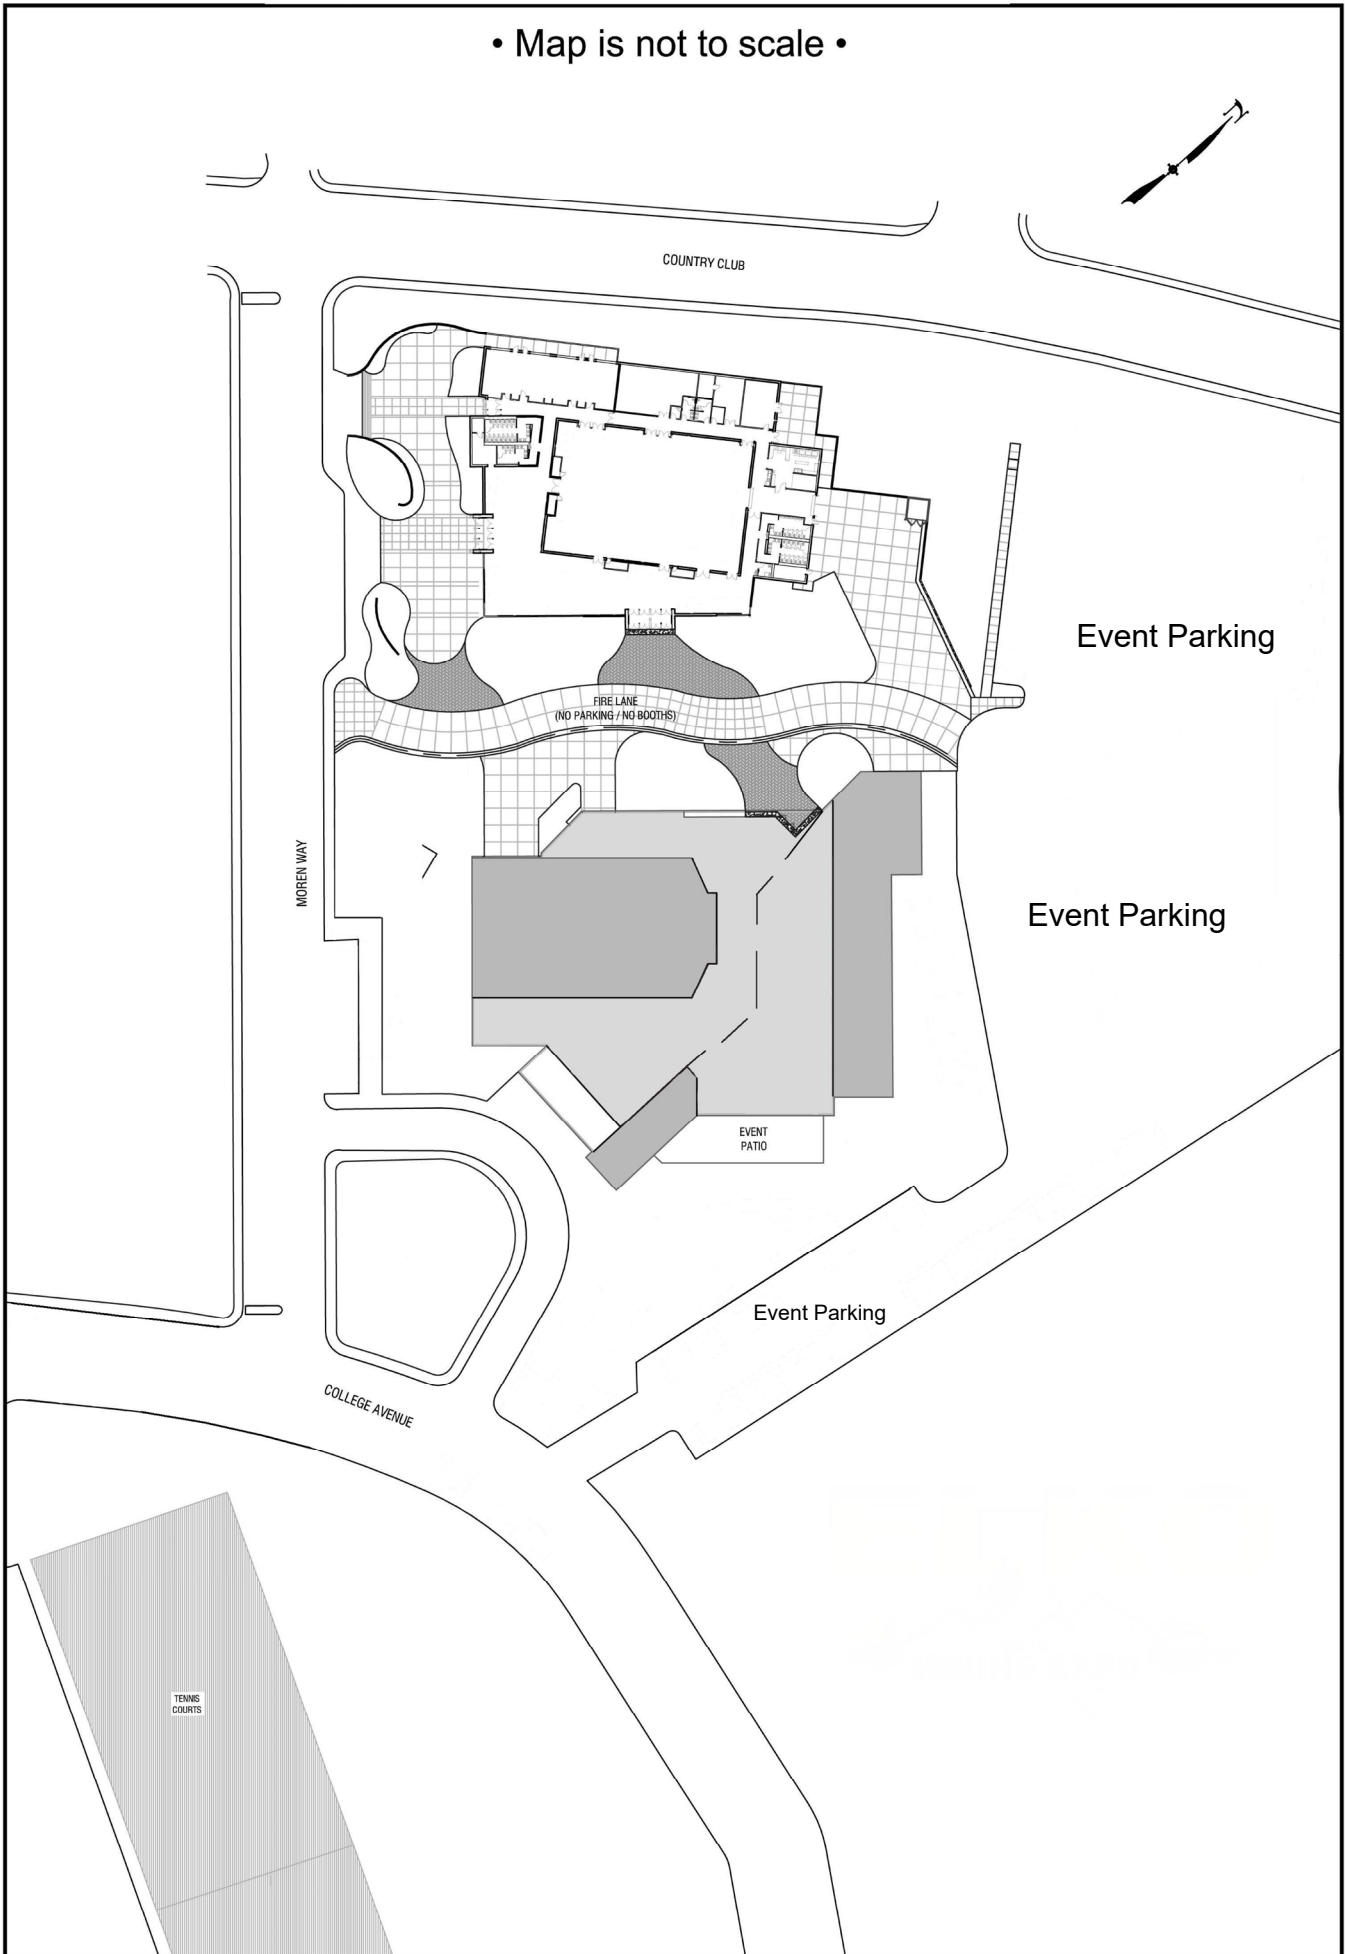 • Map is not to scale •
N
COUNTRY CLUB
Event Parking
FIRE LANE
(NO PARKING / NO BOOTHS)
MOREN WAY
Event Parking
EVENT
PATIO
Event Parking
COLLEGE AVENUE
TENNIS
COURTS